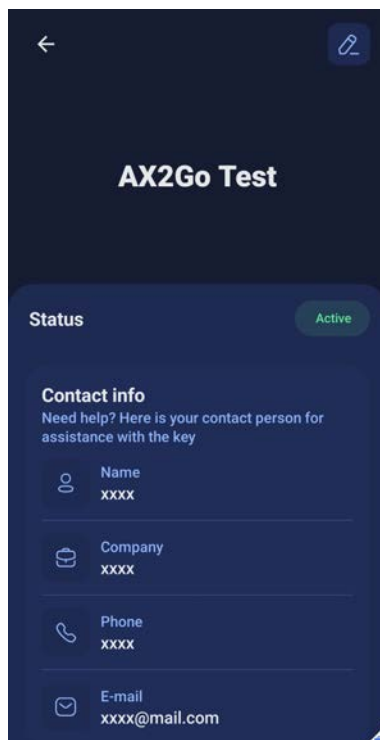 AX2Go Test
Status
Active
Contact info
Need help? Here is your contact person for
assistance with the key
Name
xxxx
Company
xxxx
Phone
xxxx
E-mail
xxxx@mail.com